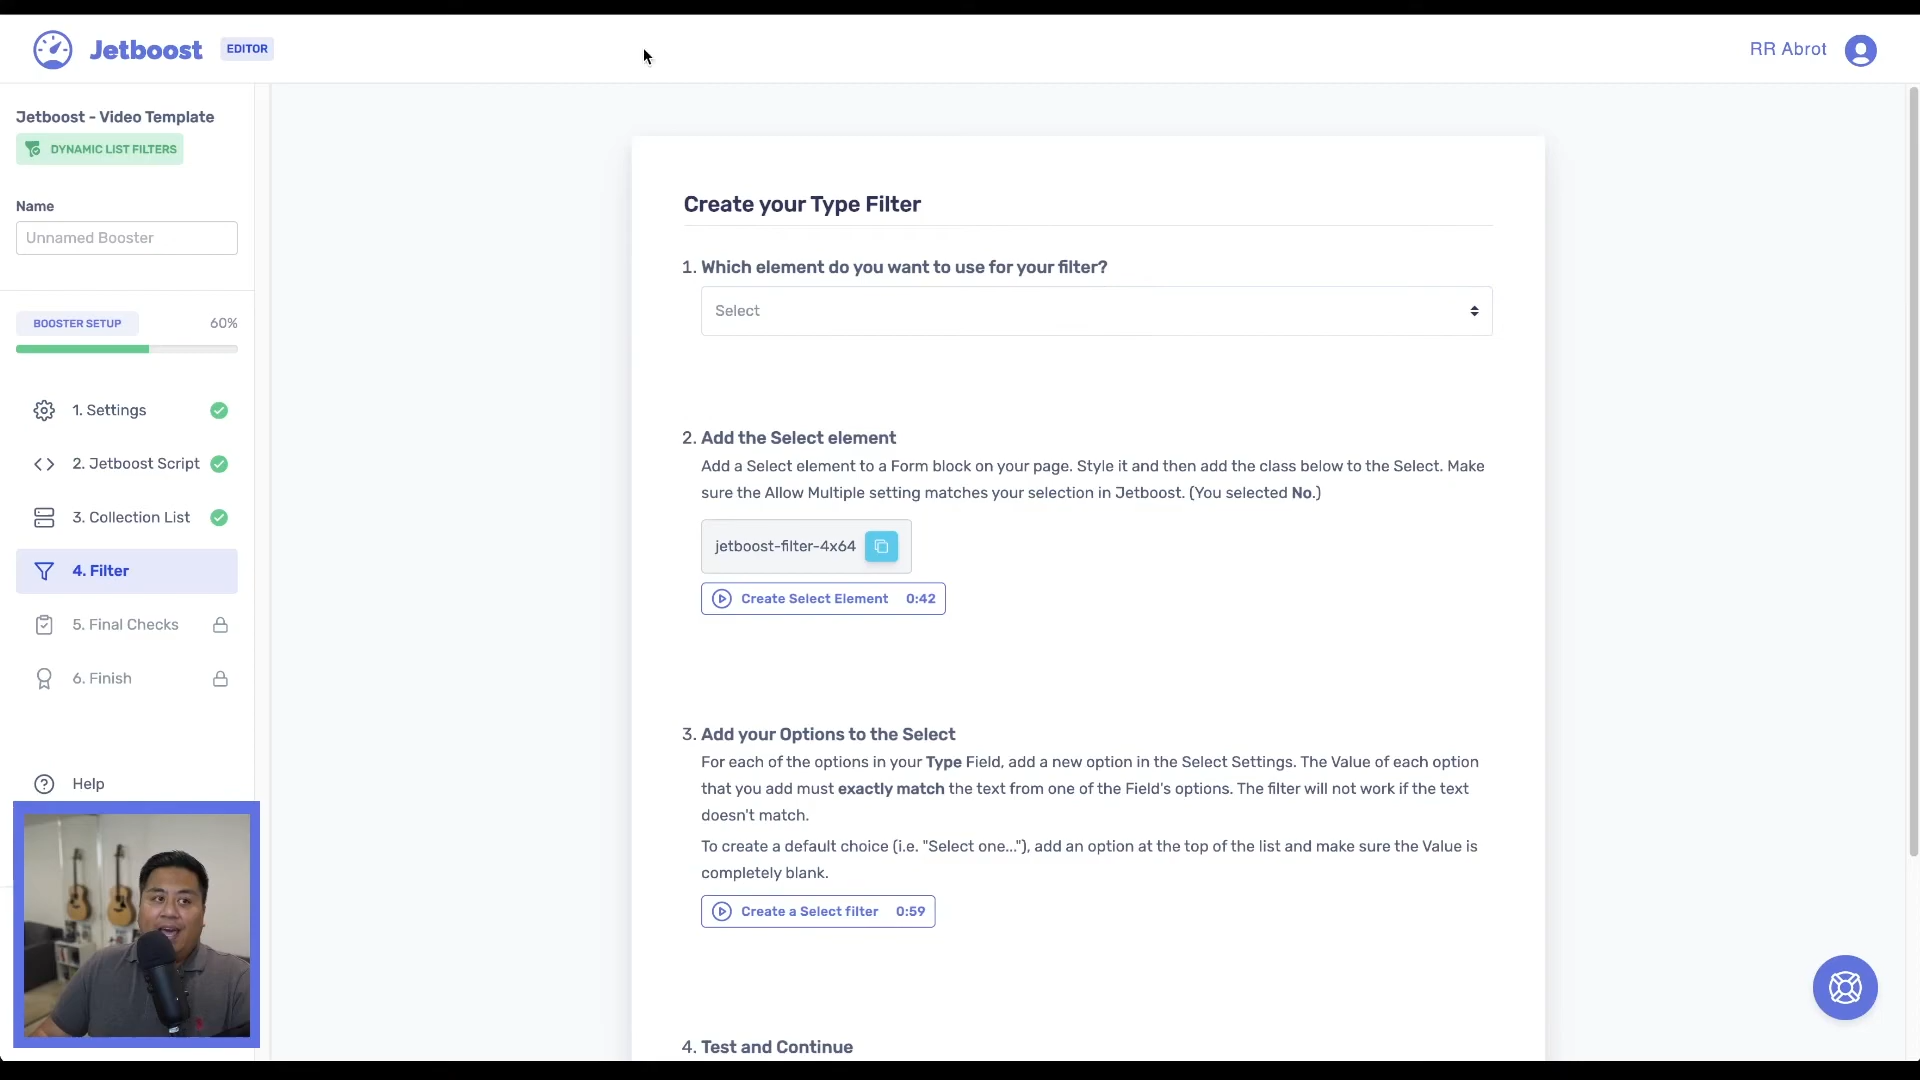 Jetboost
EDITOR
RR Abrot
Jetboost - Video Template
DYNAMIC LIST FILTERS
Name
Unnamed Booster
BOOSTER SETUP
60%
1. Settings
2. Jetboost Script
3. Collection List
4. Filter
5. Final Checks
6. Finish
Help
Create your Type Filter
1. Which element do you want to use for your filter?
Select
2. Add the Select element
Add a Select element to a Form block on your page. Style it and then add the class below to the Select. Make
sure the Allow Multiple setting matches your selection in Jetboost. (You selected No.)
jetboost-filter-4x64
Create Select Element 0:42
3. Add your Options to the Select
For each of the options in your Type Field, add a new option in the Select Settings. The Value of each option
that you add must exactly match the text from one of the Field's options. The filter will not work if the text
doesn't match.
To create a default choice (i.e. "Select one..."), add an option at the top of the list and make sure the Value is
completely blank.
Create a Select filter 0:59
4. Test and Continue